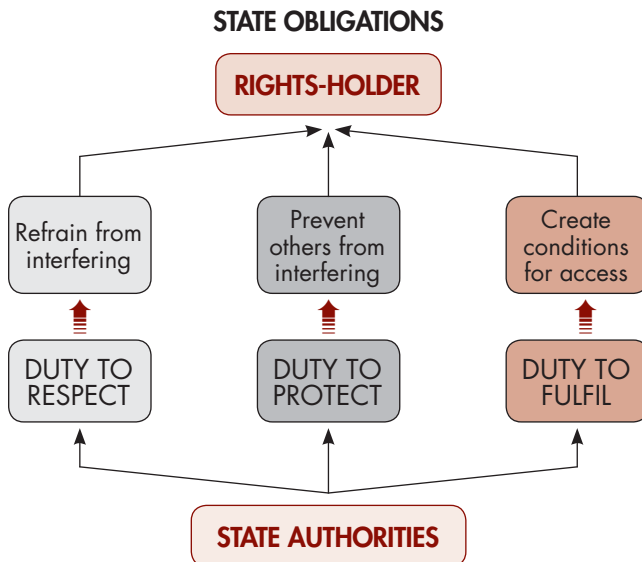 STATE OBLIGATIONS
RIGHTS-HOLDER
Refrain from
interfering
Prevent
others from
interfering
Create
conditions
for access
DUTY TO
RESPECT
DUTY TO
PROTECT
DUTY TO
FULFIL
STATE AUTHORITIES